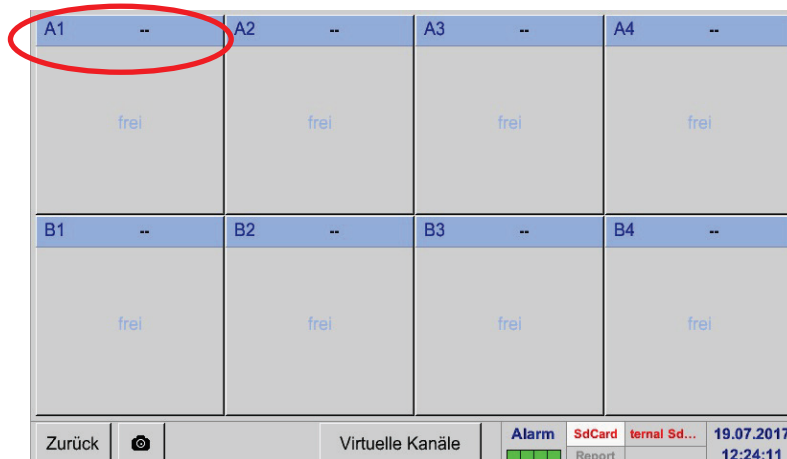 A1 -- A2 -- A3 -- A4 --
frei frei frei frei
B1 -- B2 -- B3 -- B4 --
frei frei frei frei
Zurück Virtuelle Kanäle Alarm SdCard ternal Sd... 19.07.2017
Report 12:24:11